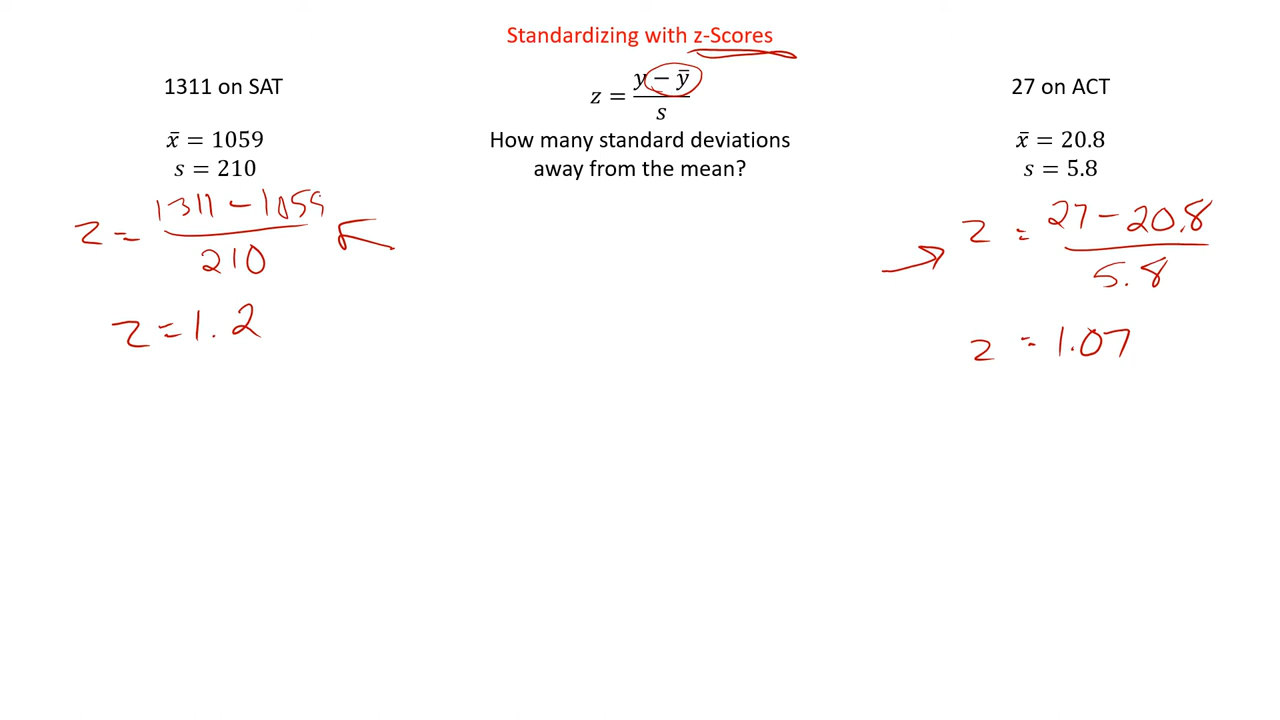 Standardizing with z-Scores
1311 on SAT
x̄ = 1059
s = 210
z = (1311 - 1059) / 210
z = 1.2
z = (y − ȳ) / s
How many standard deviations
away from the mean?
27 on ACT
x̄ = 20.8
s = 5.8
z = (27 - 20.8) / 5.8
z = 1.07